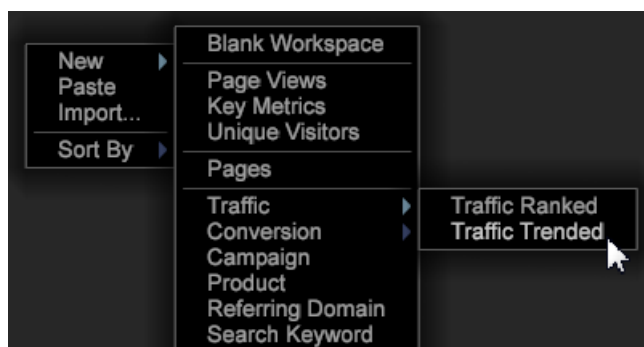 New
Paste
Import...
Sort By
Blank Workspace
Page Views
Key Metrics
Unique Visitors
Pages
Traffic
Conversion
Campaign
Product
Referring Domain
Search Keyword
Traffic Ranked
Traffic Trended